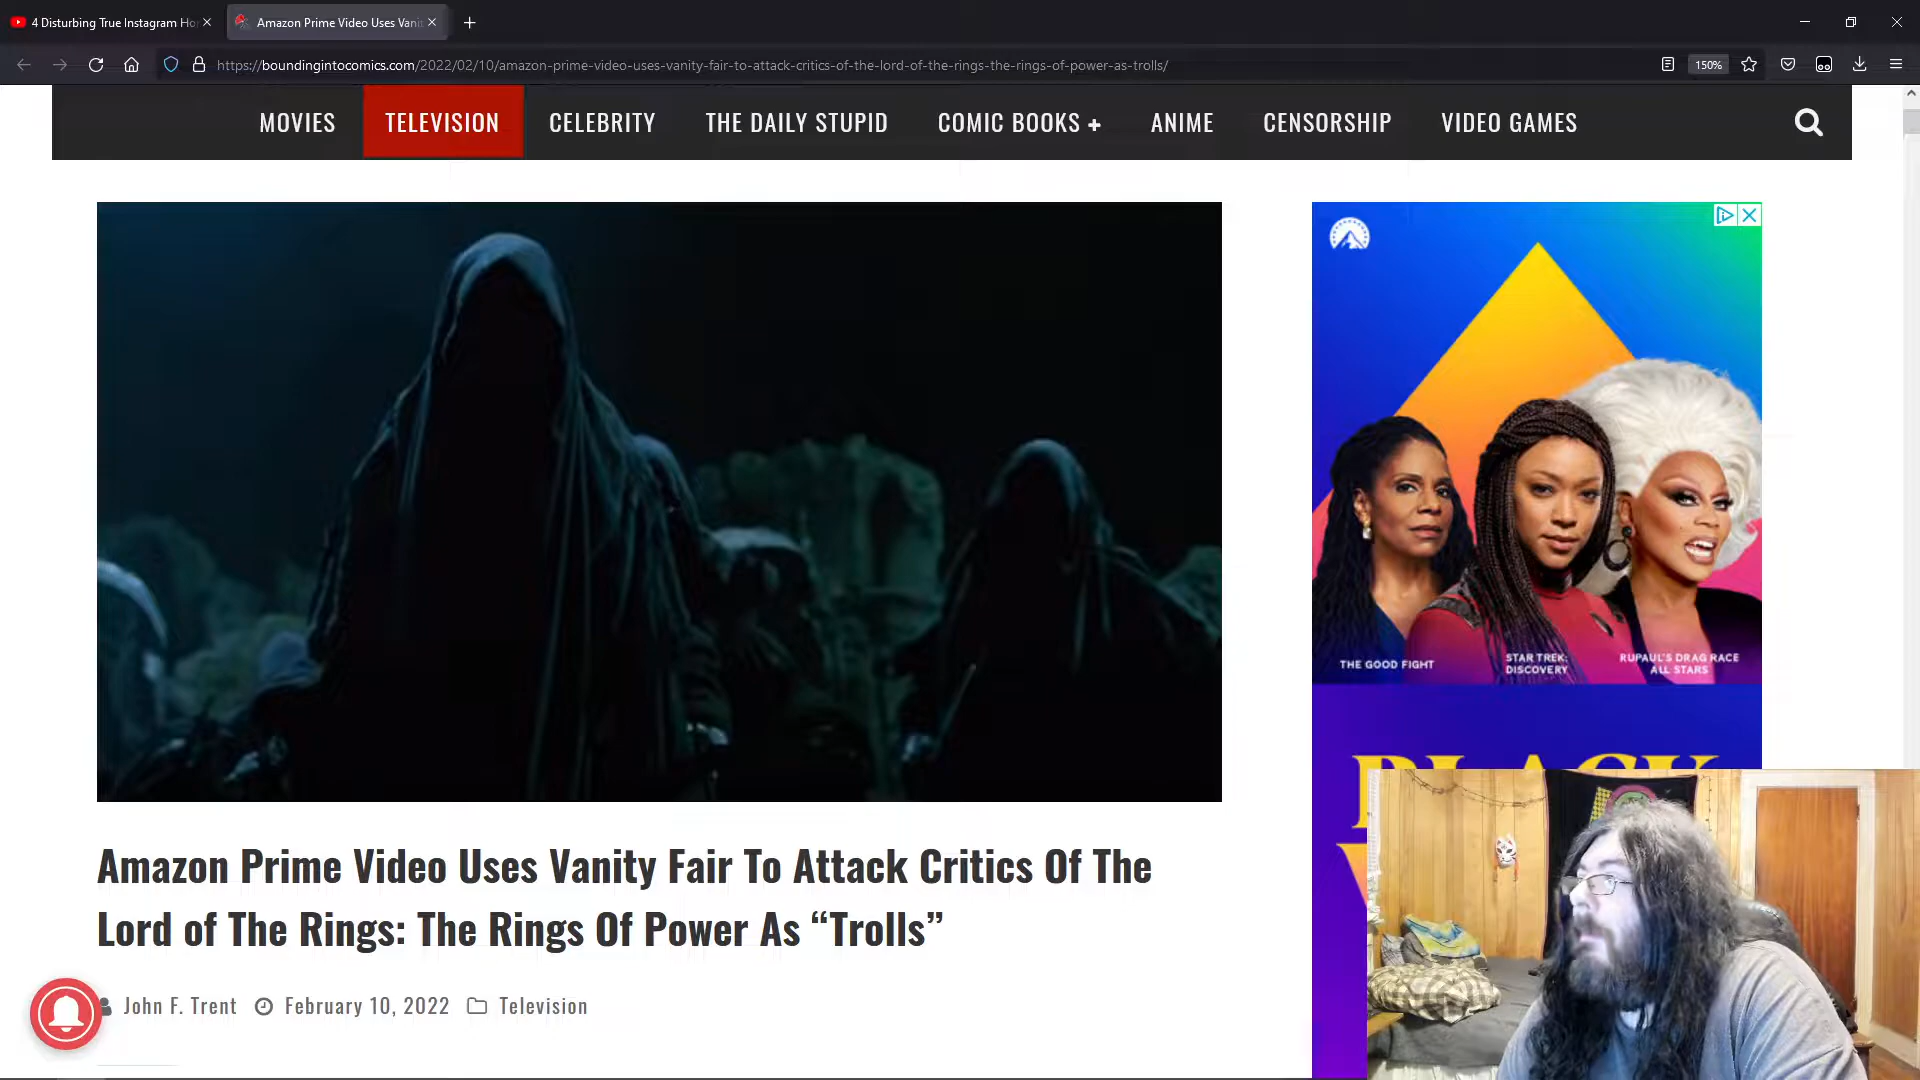 4 Disturbing True Instagram Ho
Amazon Prime Video Uses Vani
https://boundingintocomics.com/2022/02/10/amazon-prime-video-uses-vanity-fair-to-attack-critics-of-the-lord-of-the-rings-the-rings-of-power-as-trolls/
150%
MOVIES TELEVISION CELEBRITY THE DAILY STUPID COMIC BOOKS + ANIME CENSORSHIP VIDEO GAMES
THE GOOD FIGHT
STAR TREK:
DISCOVERY
RUPAUL'S DRAG RACE
ALL STARS
BLACK
Amazon Prime Video Uses Vanity Fair To Attack Critics Of The
Lord of The Rings: The Rings Of Power As “Trolls”
John F. Trent February 10, 2022 Television